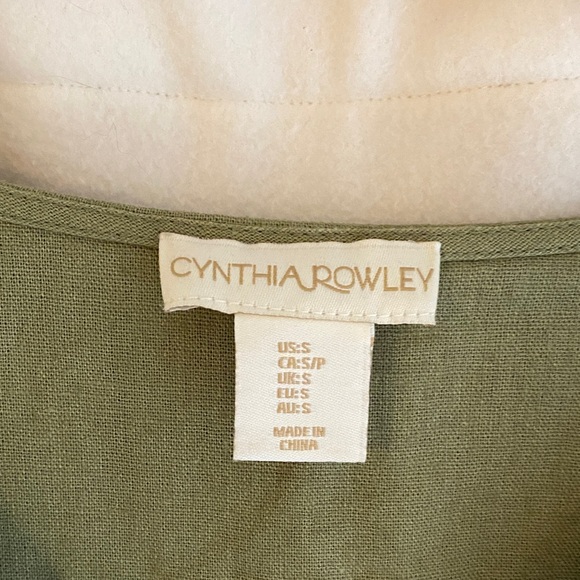 CYNTHIA ROWLEY
US:S
CA:S/P
UK:S
EU:S
AU:S
MADE IN
CHINA